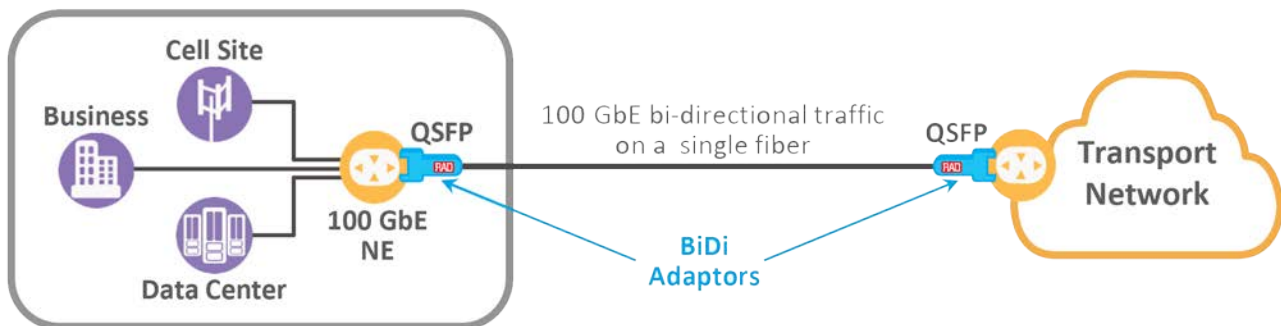 Cell Site
Business
Data Center
100 GbE
NE
QSFP
RAD
100 GbE bi-directional traffic
on a single fiber
BiDi
Adaptors
QSFP
RAD
Transport
Network